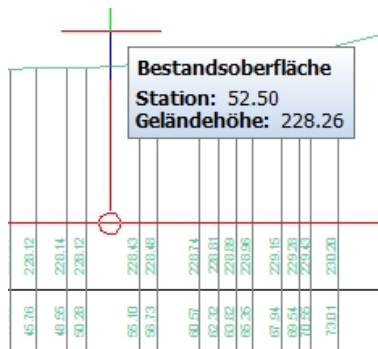 Bestandsoberfläche
Station: 52.50
Geländehöhe: 228.26
228.12 228.14 228.12 228.43 228.48 228.74 228.81 228.89 228.96 229.15 229.28 229.43 230.20
45.76 48.55 50.28 55.10 56.73 60.57 62.32 63.82 65.35 67.94 69.54 70.55 73.01